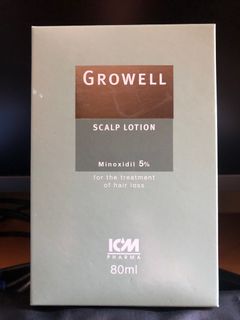 GROWELL
SCALP LOTION
Minoxidil 5%
for the treatment
of hair loss
ICM
PHARMA
80ml